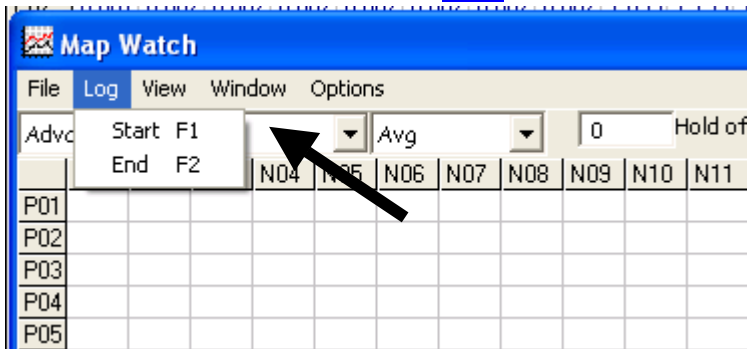 Map Watch
File Log View Window Options
Avg 0 Hold of
Start F1
End F2
N04 N05 N06 N07 N08 N09 N10 N11
P01
P02
P03
P04
P05